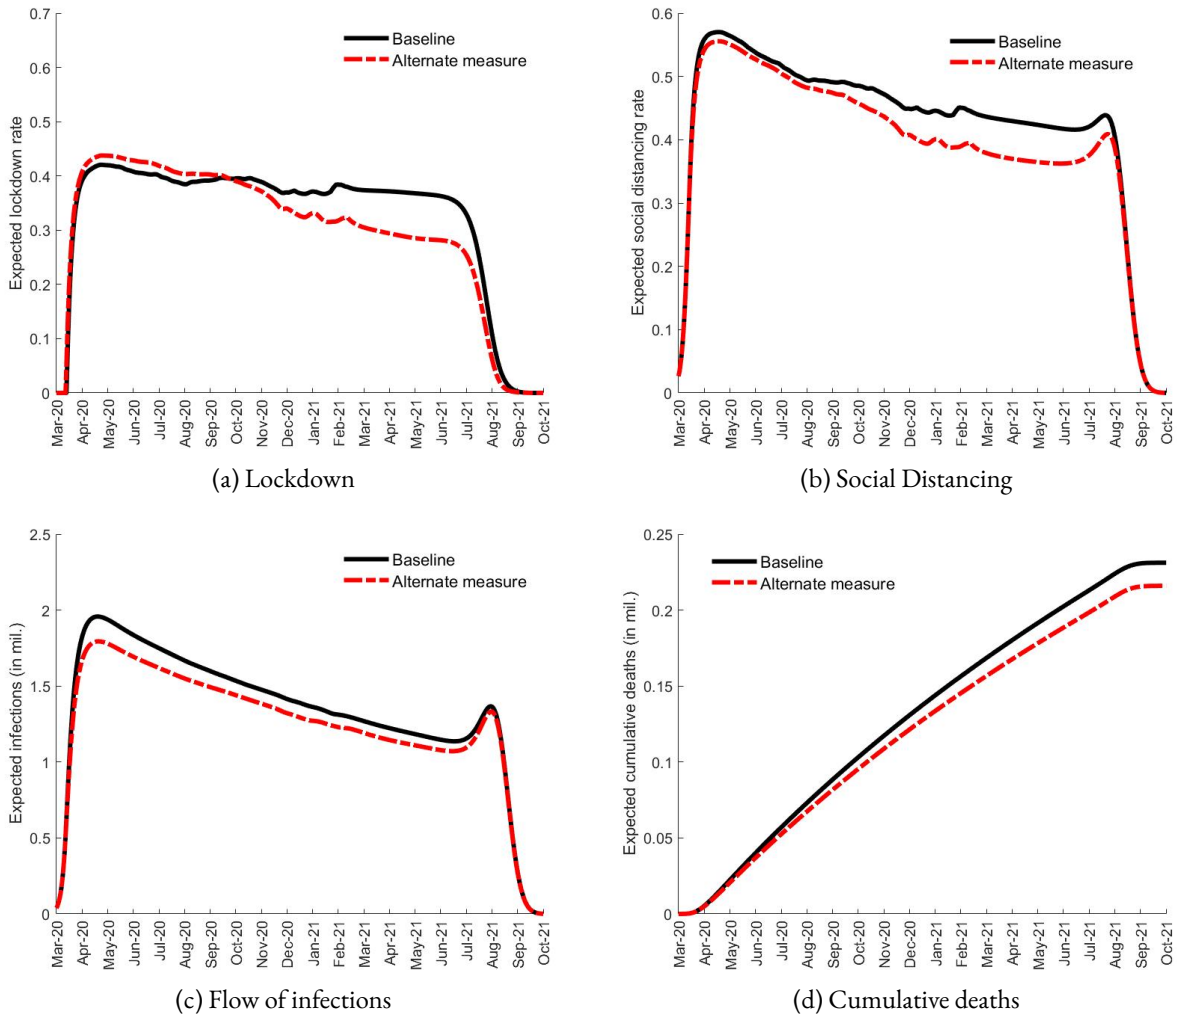 0.7
0.6
0.5
0.4
0.3
0.2
0.1
0
Expected lockdown rate
Baseline
Alternate measure
Mar-20
Apr-20
May-20
Jun-20
Jul-20
Aug-20
Sep-20
Oct-20
Nov-20
Dec-20
Jan-21
Feb-21
Mar-21
Apr-21
May-21
Jun-21
Jul-21
Aug-21
Sep-21
Oct-21
(a) Lockdown
0.6
0.5
0.4
0.3
0.2
0.1
0
Expected social distancing rate
Baseline
Alternate measure
Mar-20
Apr-20
May-20
Jun-20
Jul-20
Aug-20
Sep-20
Oct-20
Nov-20
Dec-20
Jan-21
Feb-21
Mar-21
Apr-21
May-21
Jun-21
Jul-21
Aug-21
Sep-21
Oct-21
(b) Social Distancing
2.5
2
1.5
1
0.5
0
Expected infections (in mil.)
Baseline
Alternate measure
Mar-20
Apr-20
May-20
Jun-20
Jul-20
Aug-20
Sep-20
Oct-20
Nov-20
Dec-20
Jan-21
Feb-21
Mar-21
Apr-21
May-21
Jun-21
Jul-21
Aug-21
Sep-21
Oct-21
(c) Flow of infections
0.25
0.2
0.15
0.1
0.05
0
Expected cumulative deaths (in mil.)
Baseline
Alternate measure
Mar-20
Apr-20
May-20
Jun-20
Jul-20
Aug-20
Sep-20
Oct-20
Nov-20
Dec-20
Jan-21
Feb-21
Mar-21
Apr-21
May-21
Jun-21
Jul-21
Aug-21
Sep-21
Oct-21
(d) Cumulative deaths